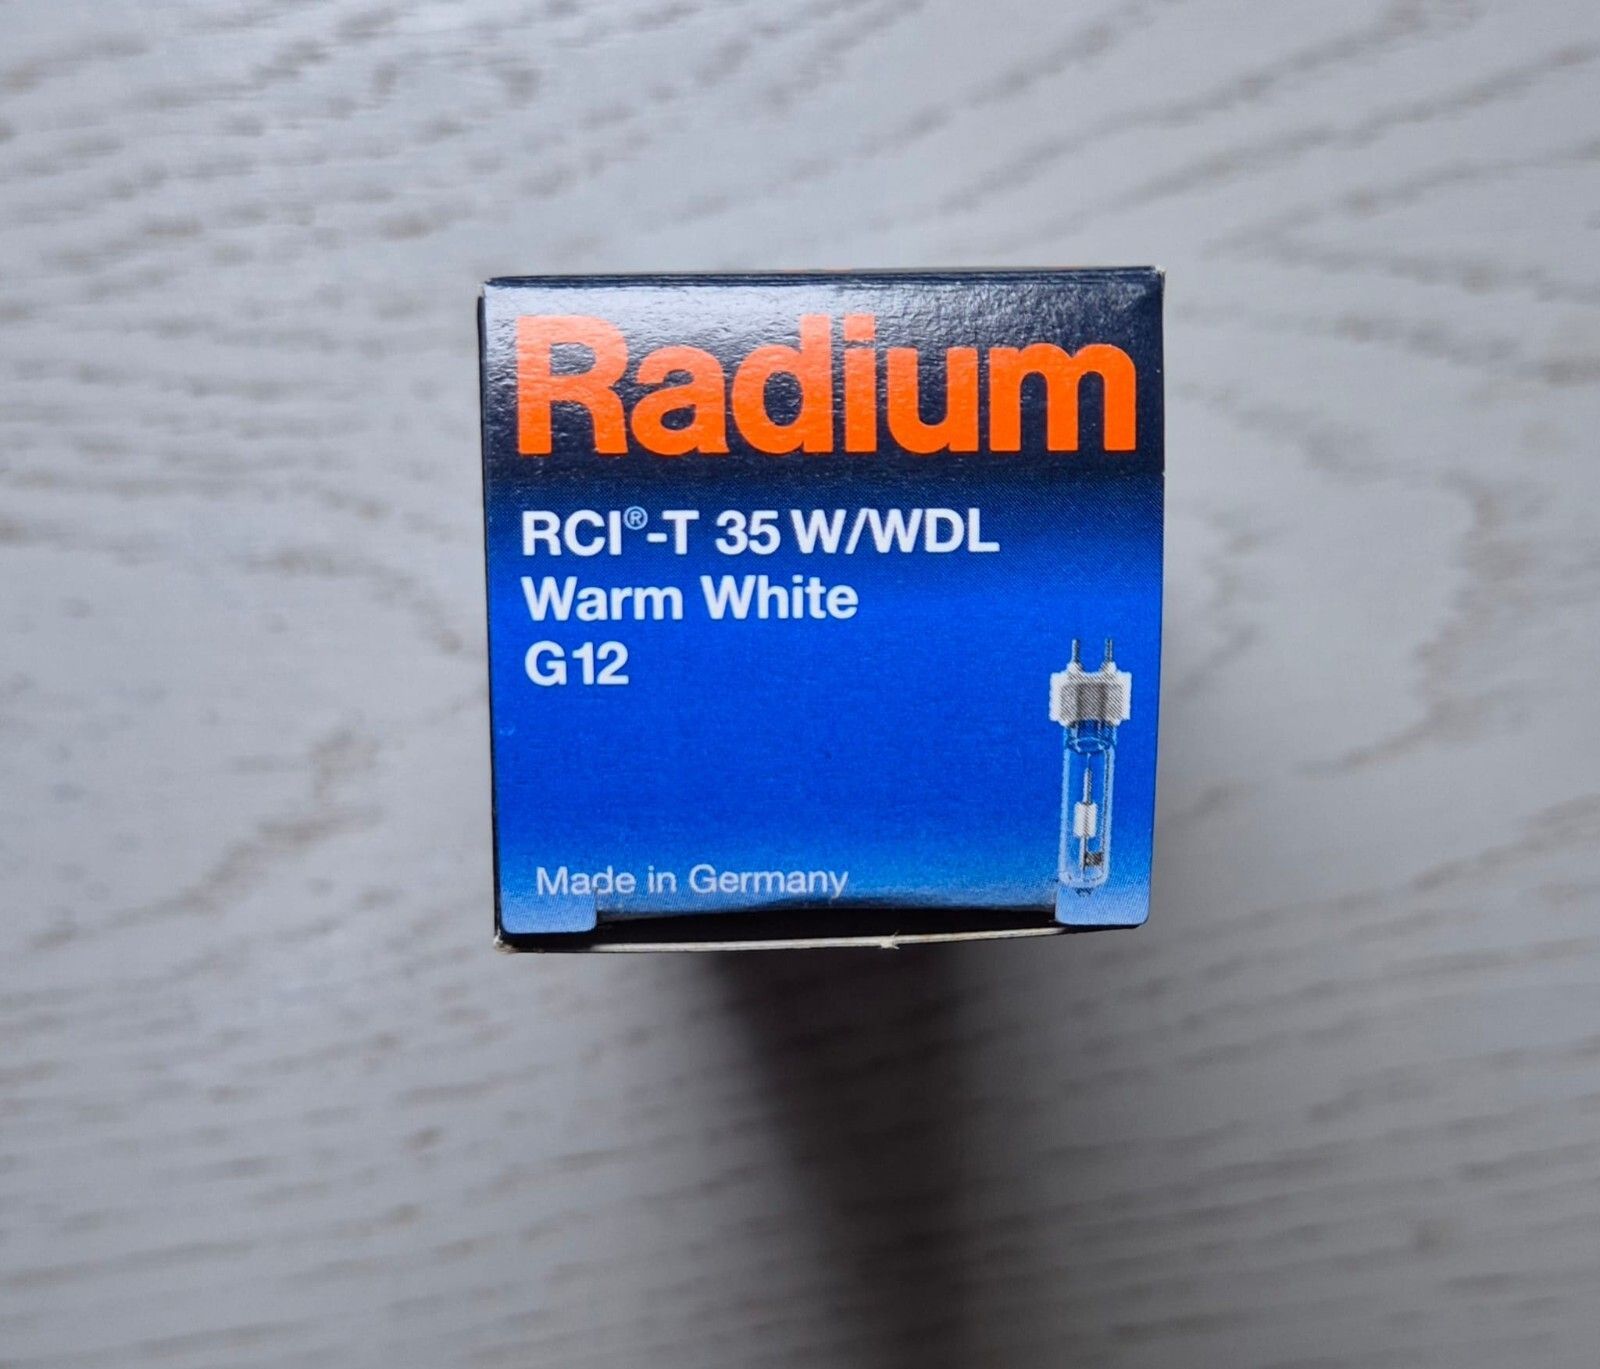 Radium
RCI®-T 35 W/WDL
Warm White
G12
Made in Germany